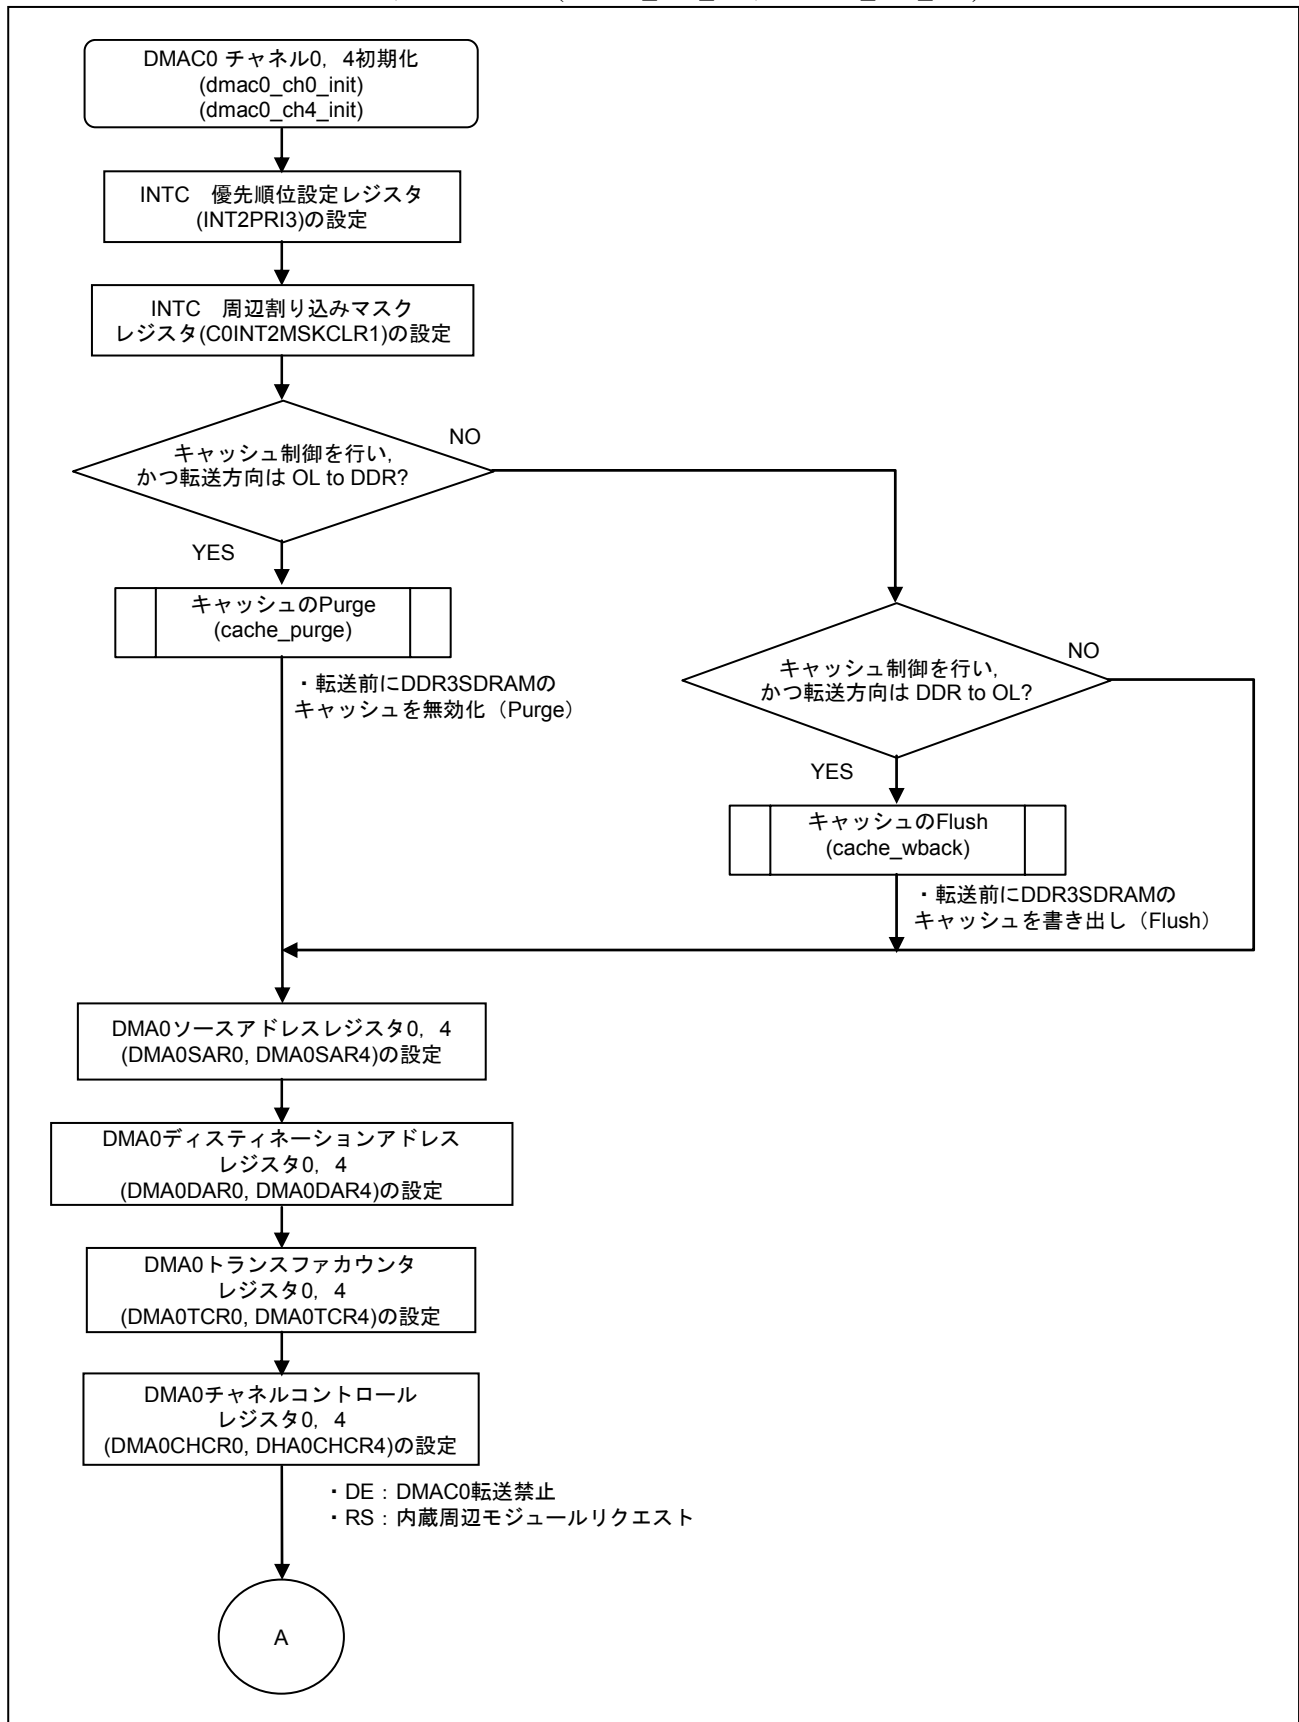 DMAC0 チャネル0，4初期化
(dmac0_ch0_init)
(dmac0_ch4_init)
INTC　優先順位設定レジスタ
(INT2PRI3)の設定
INTC　周辺割り込みマスク
レジスタ(C0INT2MSKCLR1)の設定
キャッシュ制御を行い,
かつ転送方向は OL to DDR?
NO
YES
キャッシュのPurge
(cache_purge)
・転送前にDDR3SDRAMの
キャッシュを無効化（Purge）
キャッシュ制御を行い,
かつ転送方向は DDR to OL?
NO
YES
キャッシュのFlush
(cache_wback)
・転送前にDDR3SDRAMの
キャッシュを書き出し（Flush）
DMA0ソースアドレスレジスタ0，4
(DMA0SAR0, DMA0SAR4)の設定
DMA0ディスティネーションアドレス
レジスタ0，4
(DMA0DAR0, DMA0DAR4)の設定
DMA0トランスファカウンタ
レジスタ0，4
(DMA0TCR0, DMA0TCR4)の設定
DMA0チャネルコントロール
レジスタ0，4
(DMA0CHCR0, DHA0CHCR4)の設定
・DE：DMAC0転送禁止
・RS：内蔵周辺モジュールリクエスト
A